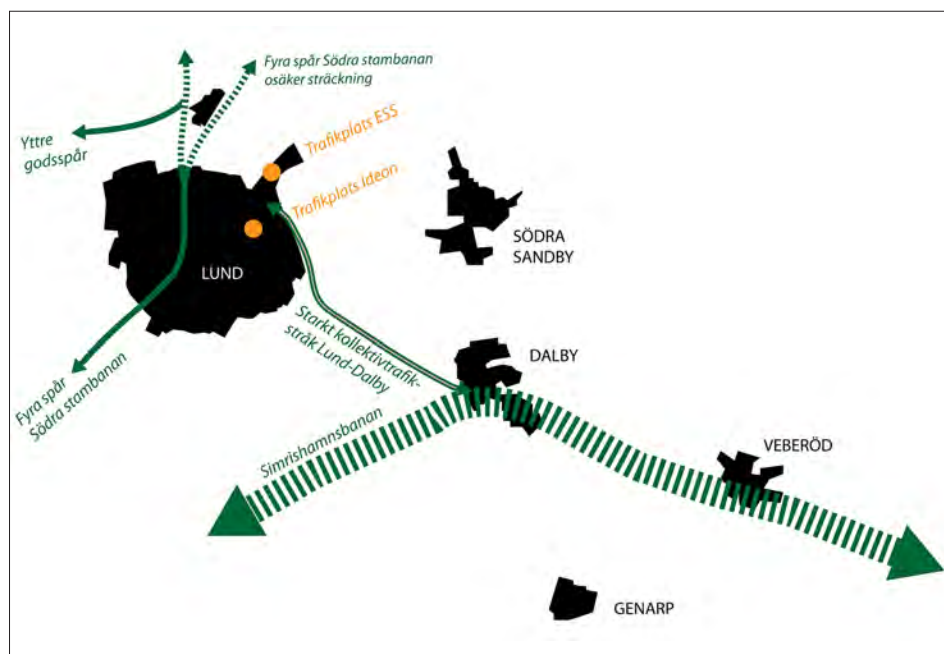 Fyra spår Södra stambanan
osäker sträckning
Yttre
godsspår
Trafikplats ESS
Trafikplats Ideon
SÖDRA
SANDBY
LUND
Starkt kollektivtrafik-
stråk Lund-Dalby
DALBY
Fyra spår
Södra stambanan
Simrishamnsbanan
VEBERÖD
GENARP